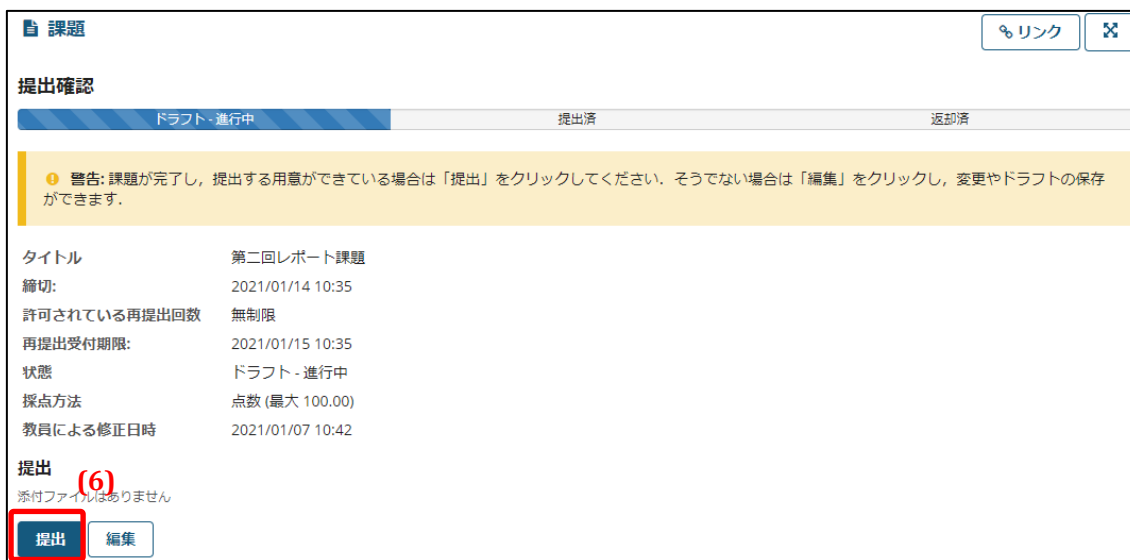 課題
リンク
提出確認
ドラフト - 進行中 提出済 返却済
警告: 課題が完了し，提出する用意ができている場合は「提出」をクリックしてください．そうでない場合は「編集」をクリックし，変更やドラフトの保存
ができます．
タイトル 第二回レポート課題
締切: 2021/01/14 10:35
許可されている再提出回数 無制限
再提出受付期限: 2021/01/15 10:35
状態 ドラフト - 進行中
採点方法 点数 (最大 100.00)
教員による修正日時 2021/01/07 10:42
提出
(6)
添付ファイルはありません
提出 編集